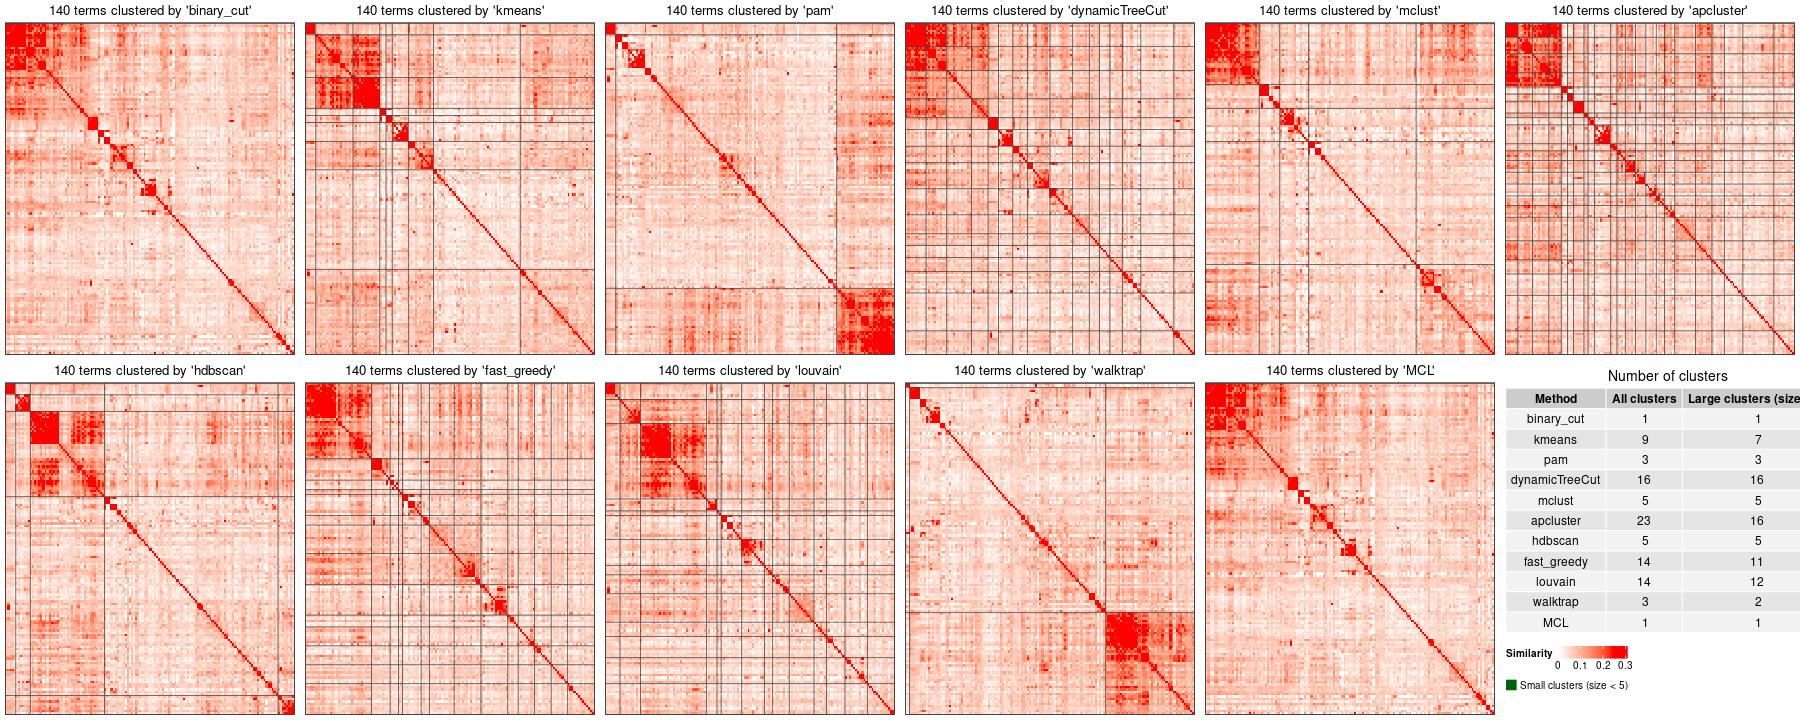 140 terms clustered by 'binary_cut'
140 terms clustered by 'kmeans'
140 terms clustered by 'pam'
140 terms clustered by 'dynamicTreeCut'
140 terms clustered by 'mclust'
140 terms clustered by 'apcluster'
140 terms clustered by 'hdbscan'
140 terms clustered by 'fast_greedy'
140 terms clustered by 'louvain'
140 terms clustered by 'walktrap'
140 terms clustered by 'MCL'
Number of clusters
Method All clusters Large clusters (size
binary_cut 1 1
kmeans 9 7
pam 3 3
dynamicTreeCut 16 16
mclust 5 5
apcluster 23 16
hdbscan 5 5
fast_greedy 14 11
louvain 14 12
walktrap 3 2
MCL 1 1
Similarity
0 0.1 0.2 0.3
Small clusters (size < 5)